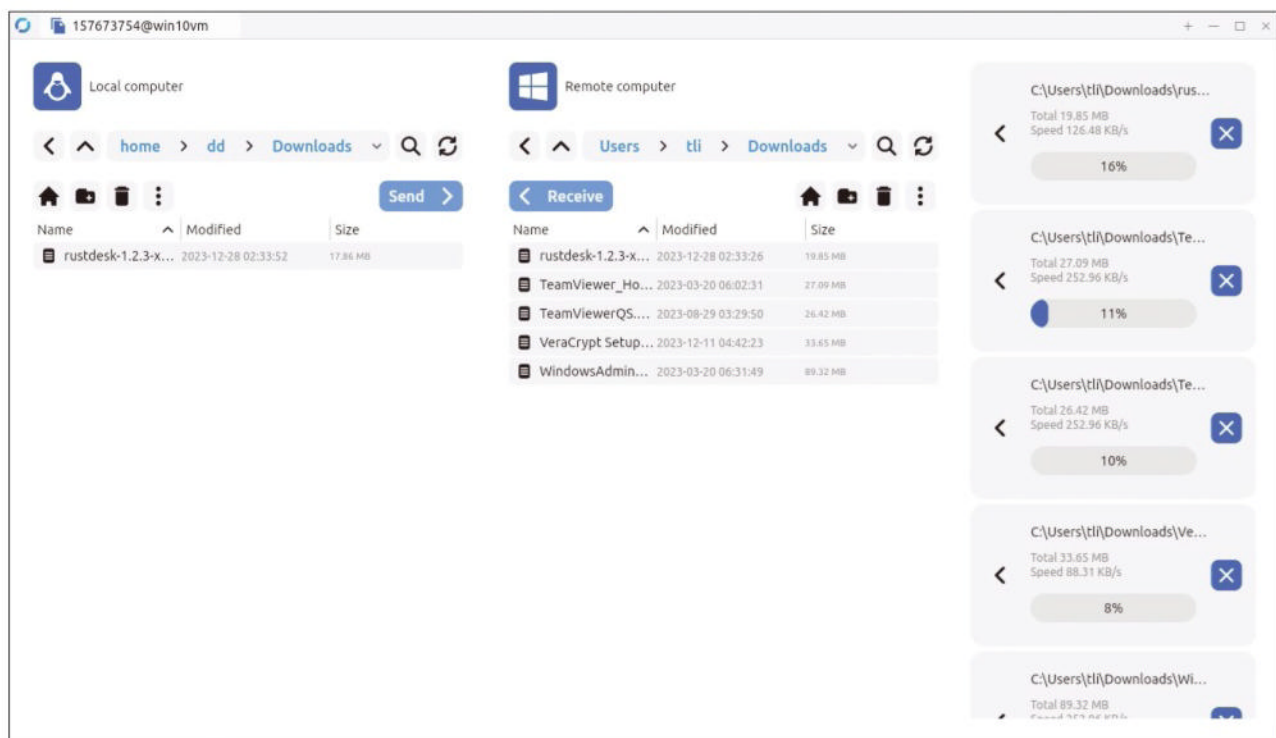 157673754@win10vm
Local computer
home > dd > Downloads
Send
Name Modified Size
rustdesk-1.2.3-x... 2023-12-28 02:33:52 17.86 MB
Remote computer
Users > tli > Downloads
Receive
Name Modified Size
rustdesk-1.2.3-x... 2023-12-28 02:33:26 19.85 MB
TeamViewer_Ho... 2023-03-20 06:02:31 27.09 MB
TeamViewerQS.... 2023-08-29 03:29:50 26.42 MB
VeraCrypt Setup... 2023-12-11 04:42:23 33.65 MB
WindowsAdmin... 2023-03-20 06:31:49 89.32 MB
C:\Users\tli\Downloads\rus...
Total 19.85 MB
Speed 126.48 KB/s
16%
C:\Users\tli\Downloads\Te...
Total 27.09 MB
Speed 252.96 KB/s
11%
C:\Users\tli\Downloads\Te...
Total 26.42 MB
Speed 252.96 KB/s
10%
C:\Users\tli\Downloads\Ve...
Total 33.65 MB
Speed 88.31 KB/s
8%
C:\Users\tli\Downloads\Wi...
Total 89.32 MB